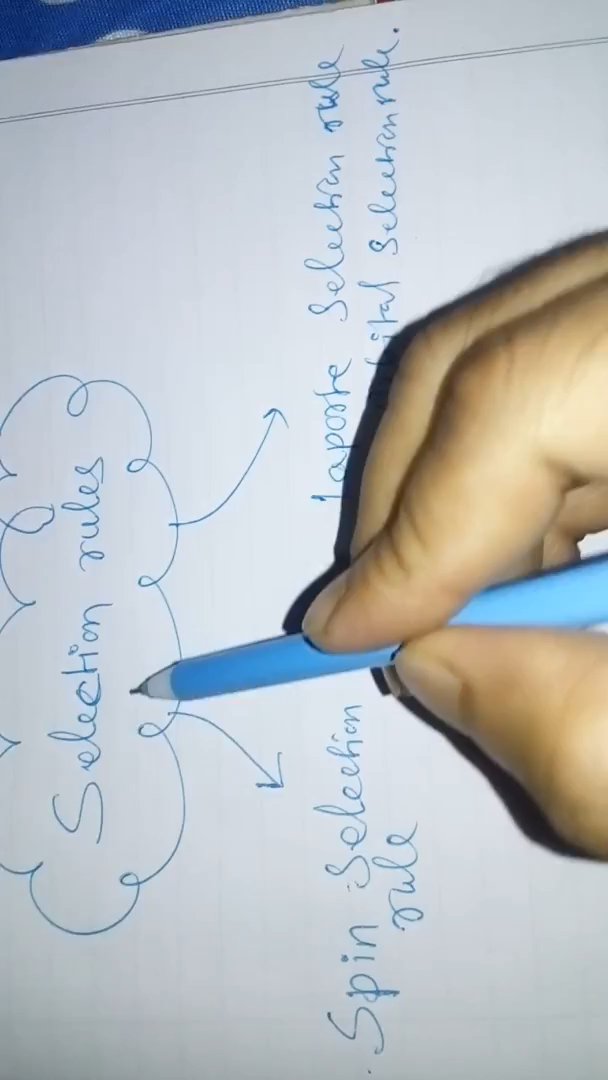 Selection rules
Spin Selection
rule
Laporte Selection rule
Selection rule.